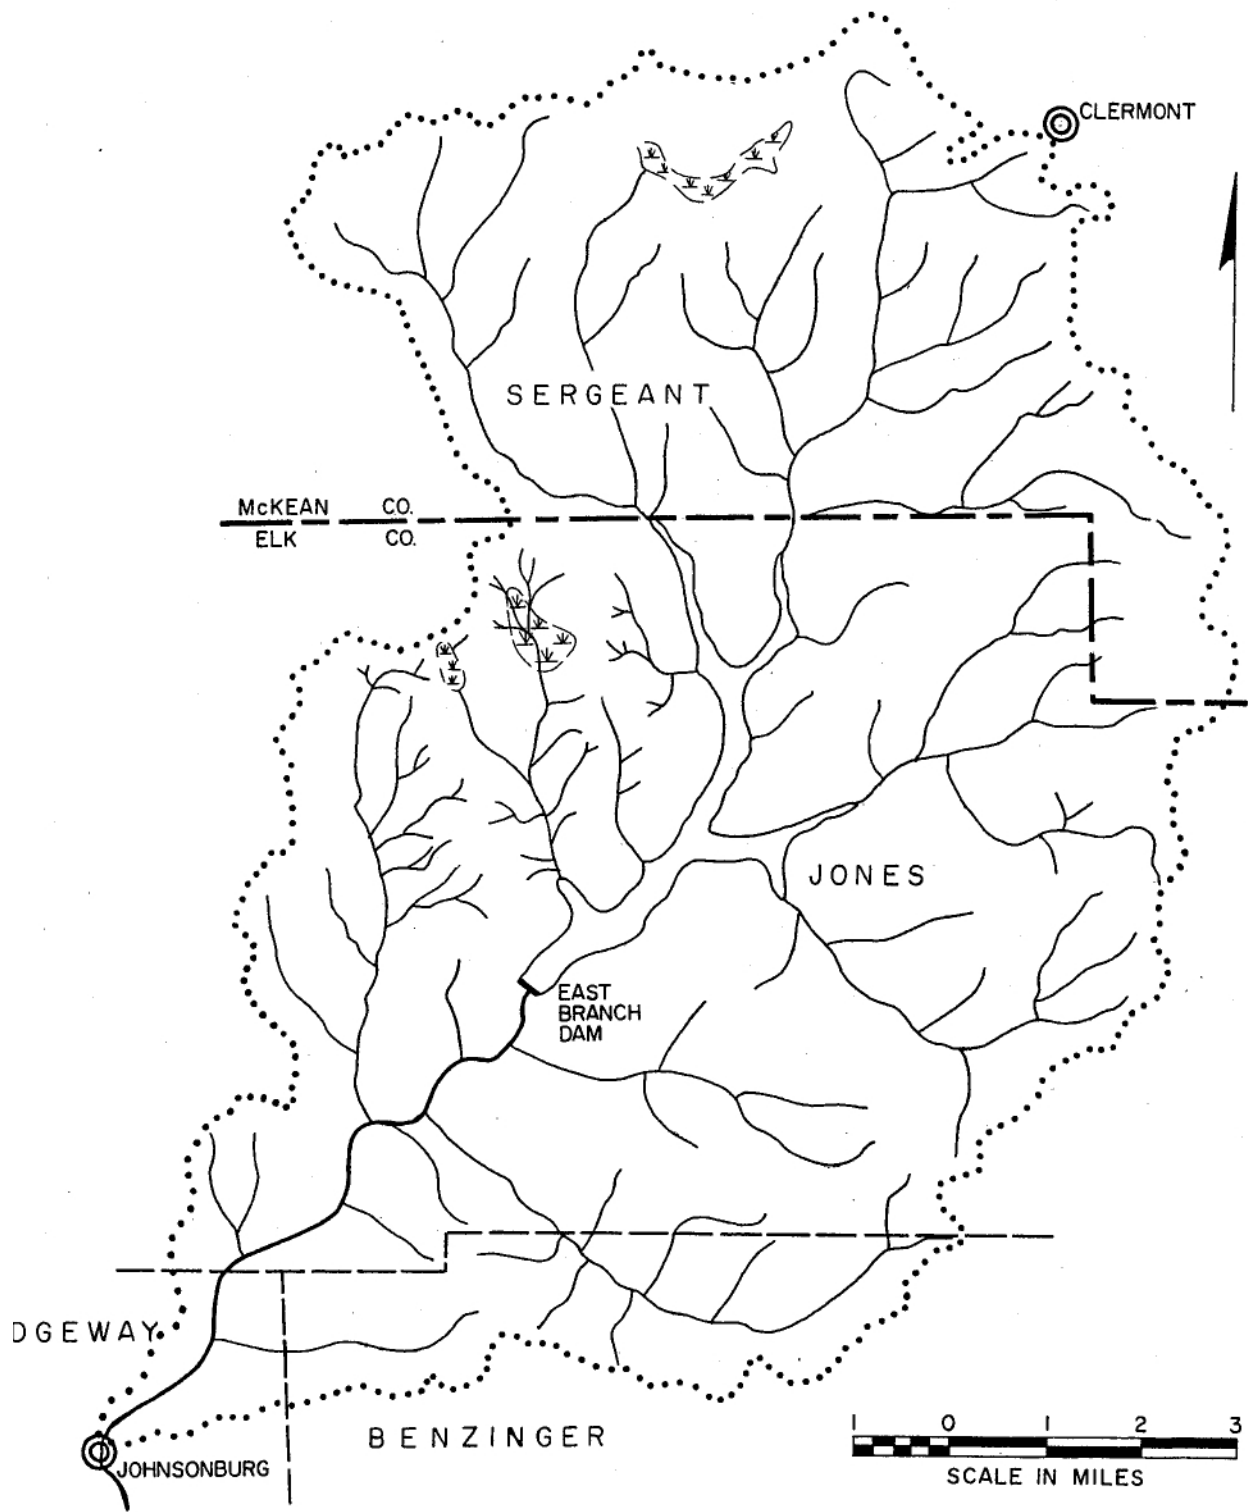 CLERMONT
SERGEANT
McKEAN CO.
ELK CO.
JONES
EAST
BRANCH
DAM
DGEWAY
BENZINGER
JOHNSONBURG
1 0 1 2 3
SCALE IN MILES